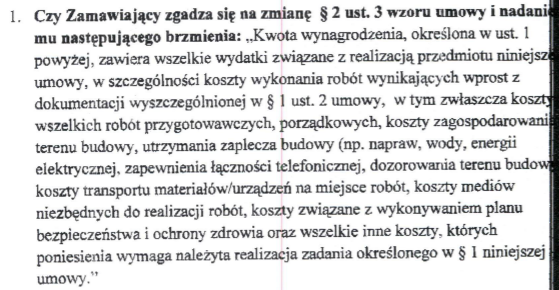 1. Czy Zamawiający zgadza się na zmianę § 2 ust. 3 wzoru umowy i nadanie
mu następującego brzmienia: „Kwota wynagrodzenia, określona w ust. 1
powyżej, zawiera wszelkie wydatki związane z realizacją przedmiotu niniejsze
umowy, w szczególności koszty wykonania robót wynikających wprost z
dokumentacji wyszczególnionej w § 1 ust. 2 umowy, w tym zwłaszcza koszty
wszelkich robót przygotowawczych, porządkowych, koszty zagospodarowania
terenu budowy, utrzymania zaplecza budowy (np. napraw, wody, energii
elektrycznej, zapewnienia łączności telefonicznej, dozorowania terenu budow
koszty transportu materiałów/urządzeń na miejsce robót, koszty mediów
niezbędnych do realizacji robót, koszty związane z wykonywaniem planu
bezpieczeństwa i ochrony zdrowia oraz wszelkie inne koszty, których
poniesienia wymaga należyta realizacja zadania określonego w § 1 niniejszej
umowy.”